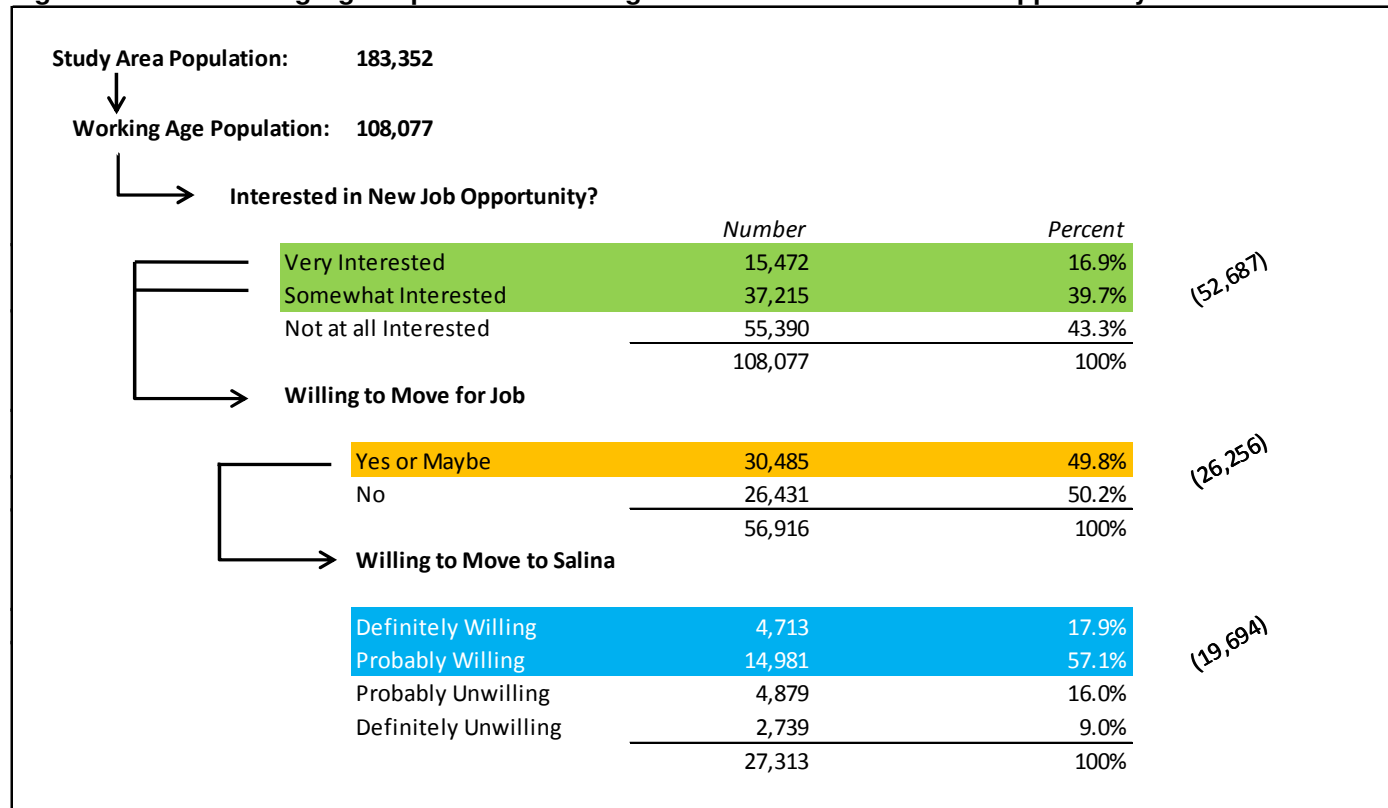 Study Area Population: 183,352
Working Age Population: 108,077
Interested in New Job Opportunity?
Number Percent
Very Interested 15,472 16.9%
Somewhat Interested 37,215 39.7%
(52,687)
Not at all Interested 55,390 43.3%
108,077 100%
Willing to Move for Job
Yes or Maybe 30,485 49.8%
(26,256)
No 26,431 50.2%
56,916 100%
Willing to Move to Salina
Definitely Willing 4,713 17.9%
Probably Willing 14,981 57.1%
(19,694)
Probably Unwilling 4,879 16.0%
Definitely Unwilling 2,739 9.0%
27,313 100%